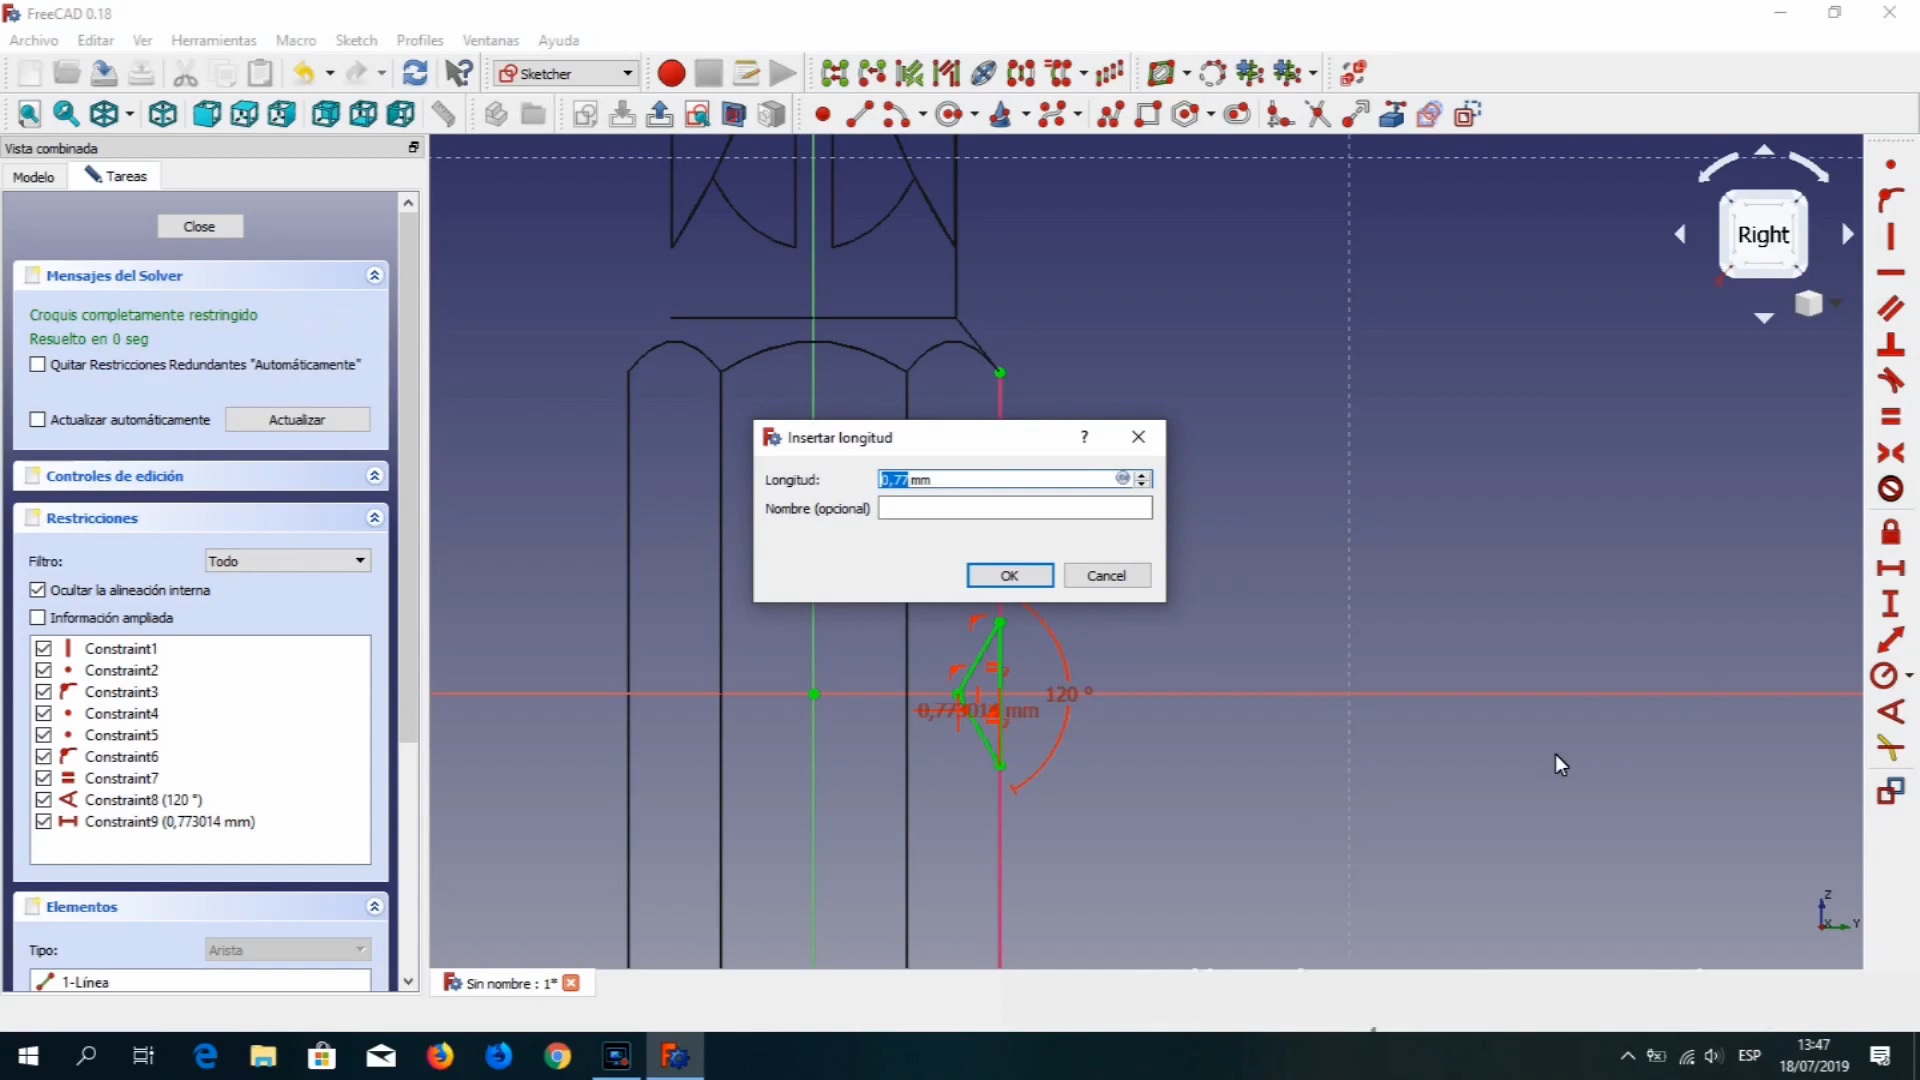 FreeCAD 0.18
Archivo Editar Ver Herramientas Macro Sketch Profiles Ventanas Ayuda
Sketcher
Vista combinada
Modelo Tareas
Close
Mensajes del Solver
Croquis completamente restringido
Resuelto en 0 seg
Quitar Restricciones Redundantes "Automáticamente"
Actualizar automáticamente Actualizar
Controles de edición
Restricciones
Filtro: Todo
Ocultar la alineación interna
Información ampliada
Constraint1
Constraint2
Constraint3
Constraint4
Constraint5
Constraint6
Constraint7
Constraint8 (120 °)
Constraint9 (0,773014 mm)
Elementos
Tipo: Arista
1-Línea
Right
Insertar longitud ?
Longitud: 0,77 mm
Nombre (opcional)
OK Cancel
120 °
0,773014 mm
Z
X Y
Sin nombre : 1*
ESP
13:47
18/07/2019